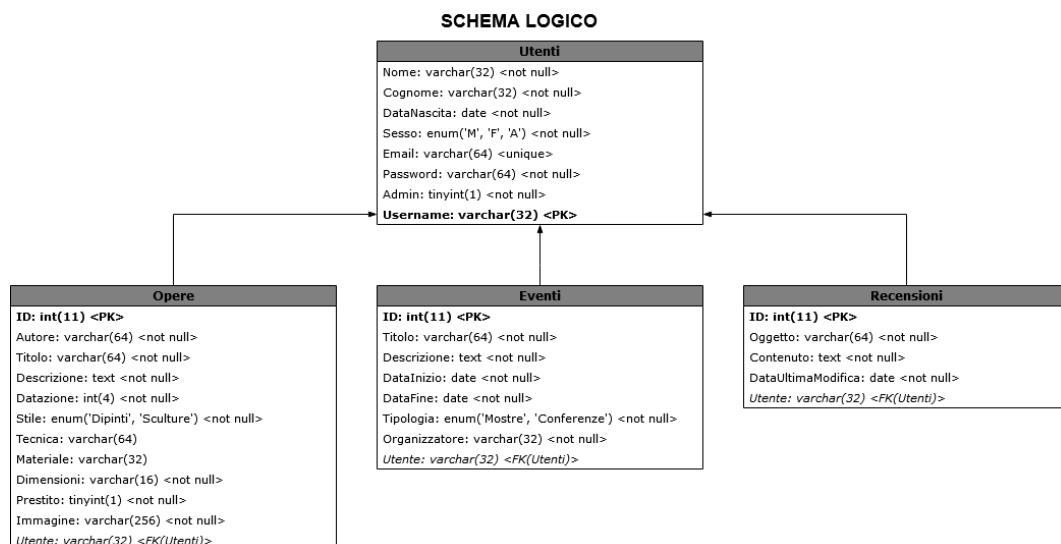 SCHEMA LOGICO
Utenti
Nome: varchar(32) <not null>
Cognome: varchar(32) <not null>
DataNascita: date <not null>
Sesso: enum('M', 'F', 'A') <not null>
Email: varchar(64) <unique>
Password: varchar(64) <not null>
Admin: tinyint(1) <not null>
Username: varchar(32) <PK>
Opere
ID: int(11) <PK>
Autore: varchar(64) <not null>
Titolo: varchar(64) <not null>
Descrizione: text <not null>
Datazione: int(4) <not null>
Stile: enum('Dipinti', 'Sculture') <not null>
Tecnica: varchar(64)
Materiale: varchar(32)
Dimensioni: varchar(16) <not null>
Prestito: tinyint(1) <not null>
Immagine: varchar(256) <not null>
Utente: varchar(32) <FK(Utenti)>
Eventi
ID: int(11) <PK>
Titolo: varchar(64) <not null>
Descrizione: text <not null>
DataInizio: date <not null>
DataFine: date <not null>
Tipologia: enum('Mostre', 'Conferenze') <not null>
Organizzatore: varchar(32) <not null>
Utente: varchar(32) <FK(Utenti)>
Recensioni
ID: int(11) <PK>
Oggetto: varchar(64) <not null>
Contenuto: text <not null>
DataUltimaModifica: date <not null>
Utente: varchar(32) <FK(Utenti)>